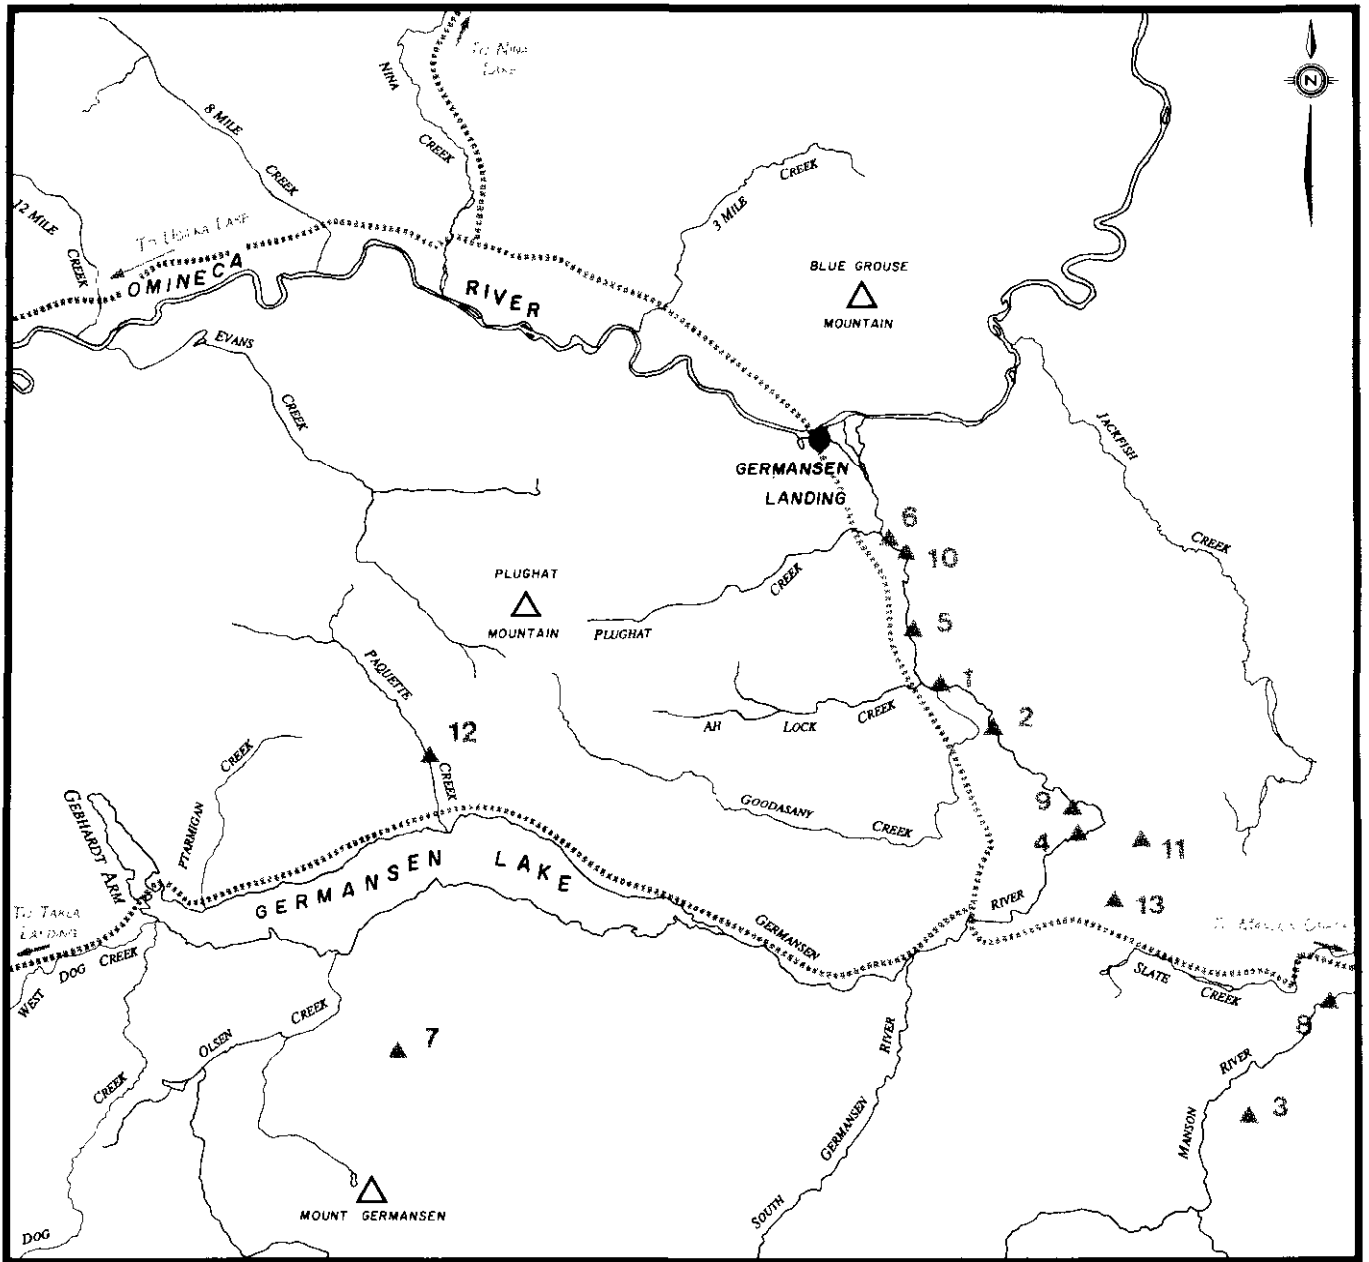 TO NINA
LAKE
N
NINA
CREEK
8 MILE
CREEK
12 MILE
CREEK
3 MILE
CREEK
OMINECA
RIVER
BLUE GROUSE
MOUNTAIN
EVANS
CREEK
JACKFISH
CREEK
GERMANSEN
LANDING
6
10
PLUGHAT
MOUNTAIN
PLUGHAT
CREEK
5
1
PAQUETTE
CREEK
12
AH LOCK CREEK
2
PTARMIGAN
CREEK
GOODASANY
CREEK
9
4
11
GEBHARDT ARM
GERMANSEN LAKE
GERMANSEN
RIVER
13
TO TAKLA
LANDING
WEST DOG CREEK
SLATE
CREEK
8
OLSEN
CREEK
7
SOUTH GERMANSEN RIVER
MANSON
RIVER
3
DOG
CREEK
MOUNT GERMANSEN